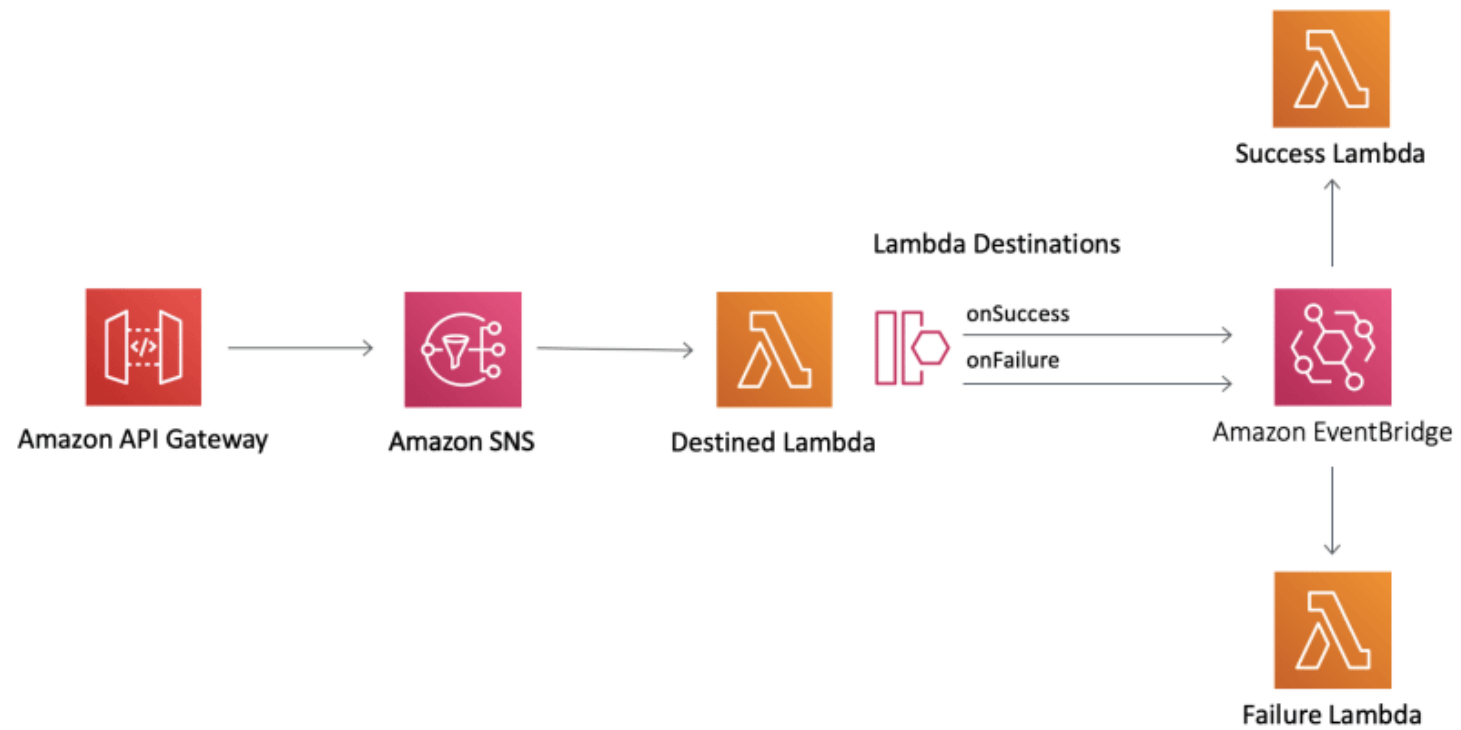 Success Lambda
Lambda Destinations
onSuccess
onFailure
</>
Amazon API Gateway
Amazon SNS
Destined Lambda
Amazon EventBridge
Failure Lambda